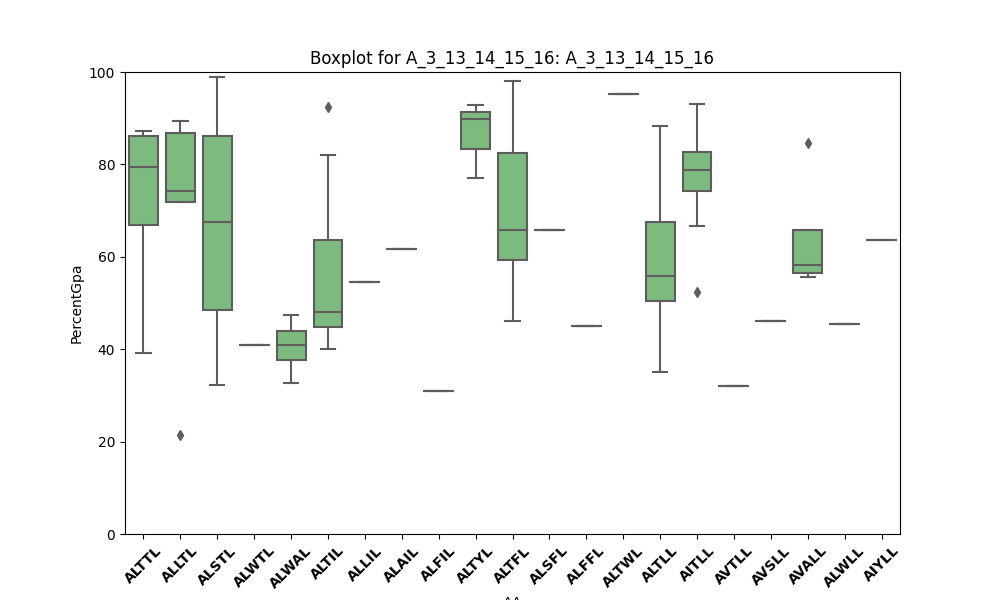 Boxplot for A_3_13_14_15_16: A_3_13_14_15_16
PercentGpa
100
80
60
40
20
0
ALTTL
ALLTL
ALSTL
ALWTL
ALWAL
ALTIL
ALLIL
ALAIL
ALFIL
ALTYL
ALTFL
ALSFL
ALFFL
ALTWL
ALTLL
AITLL
AVTLL
AVSLL
AVALL
ALWLL
AIYLL